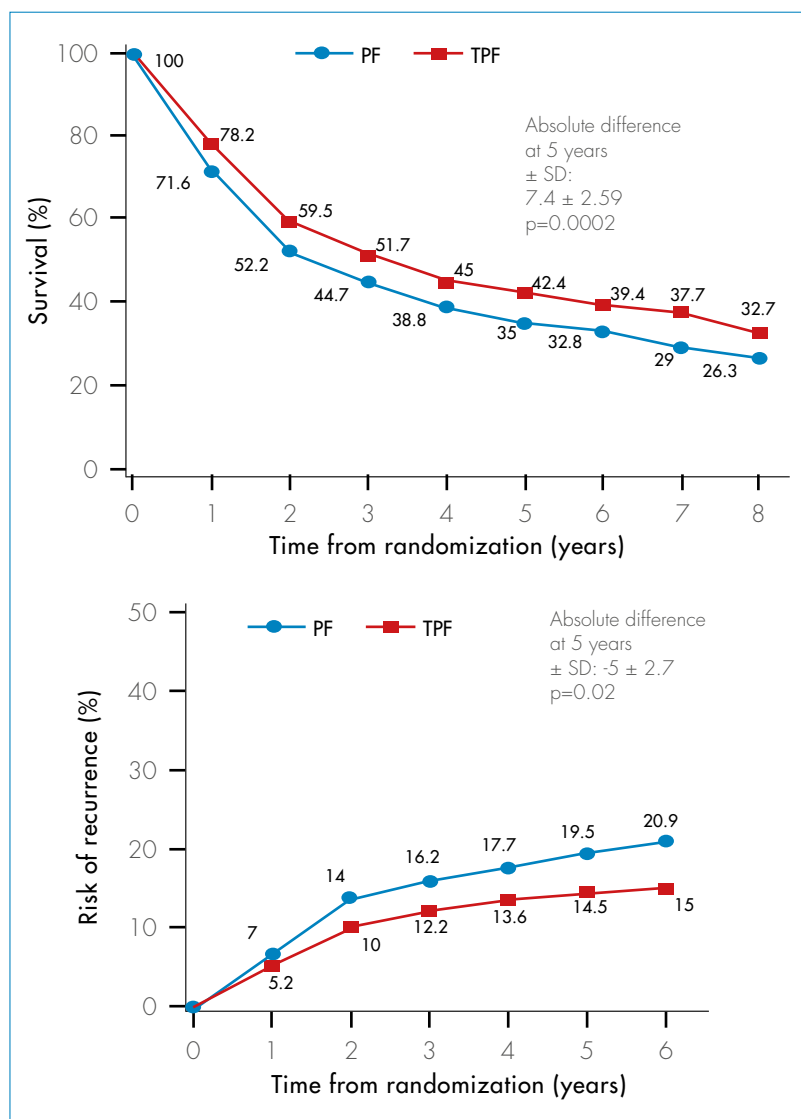 PF TPF
Survival (%)
100
80
60
40
20
0
Absolute difference
at 5 years
± SD:
7.4 ± 2.59
p=0.0002
100
78.2
59.5
51.7
45
42.4
39.4
37.7
32.7
71.6
52.2
44.7
38.8
35
32.8
29
26.3
0 1 2 3 4 5 6 7 8
Time from randomization (years)
PF TPF
Risk of recurrence (%)
50
40
30
20
10
0
Absolute difference
at 5 years
± SD: -5 ± 2.7
p=0.02
7
14
16.2
17.7
19.5
20.9
5.2
10
12.2
13.6
14.5
15
0 1 2 3 4 5 6
Time from randomization (years)